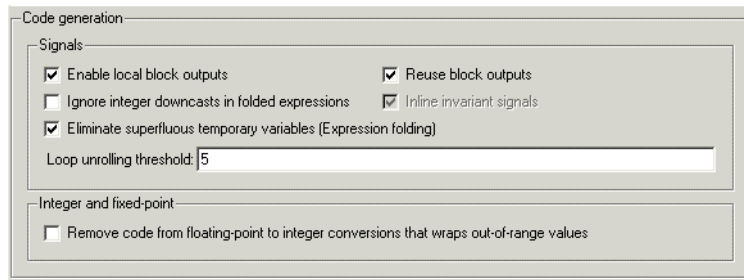 Code generation
Signals
Enable local block outputs
Reuse block outputs
Ignore integer downcasts in folded expressions
Inline invariant signals
Eliminate superfluous temporary variables (Expression folding)
Loop unrolling threshold: 5
Integer and fixed-point
Remove code from floating-point to integer conversions that wraps out-of-range values